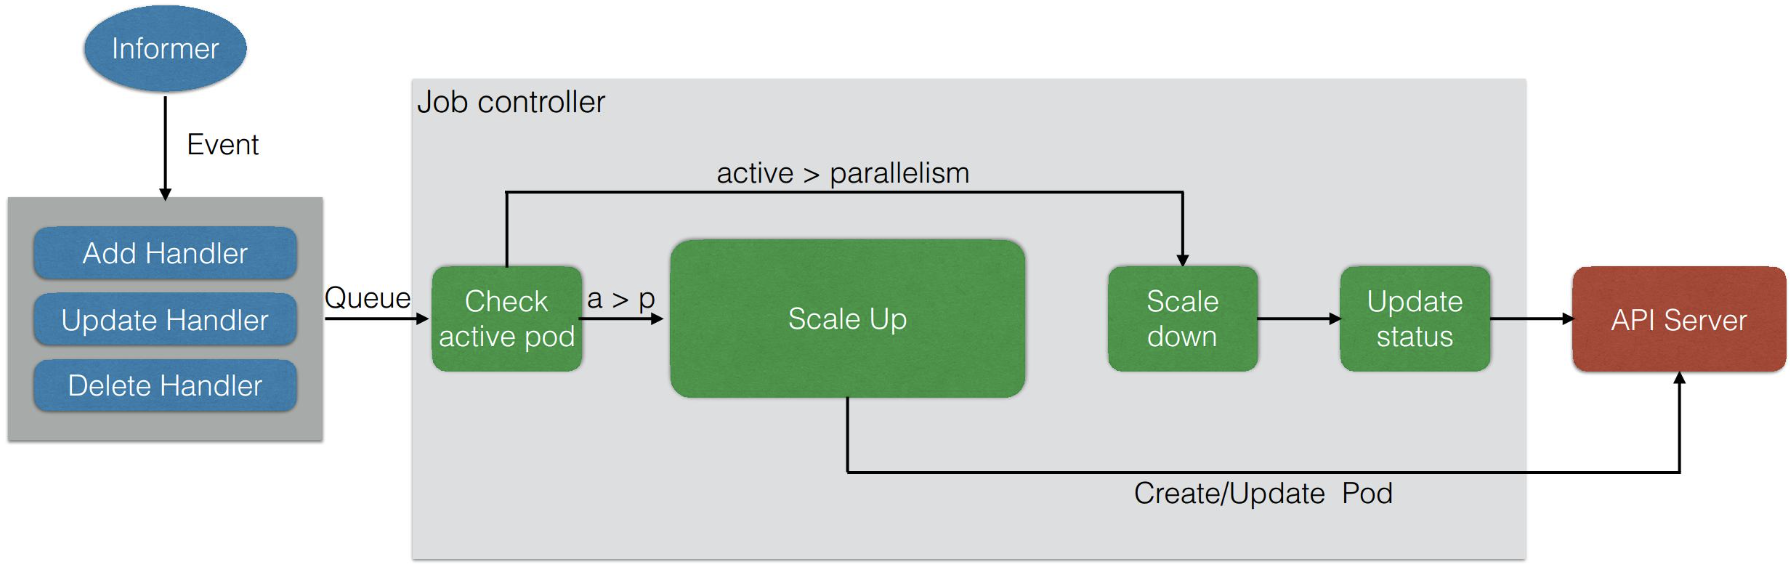 Informer
Event
Job controller
active > parallelism
Add Handler
Update Handler
Delete Handler
Queue
Check
active pod
a > p
Scale Up
Scale
down
Update
status
API Server
Create/Update Pod